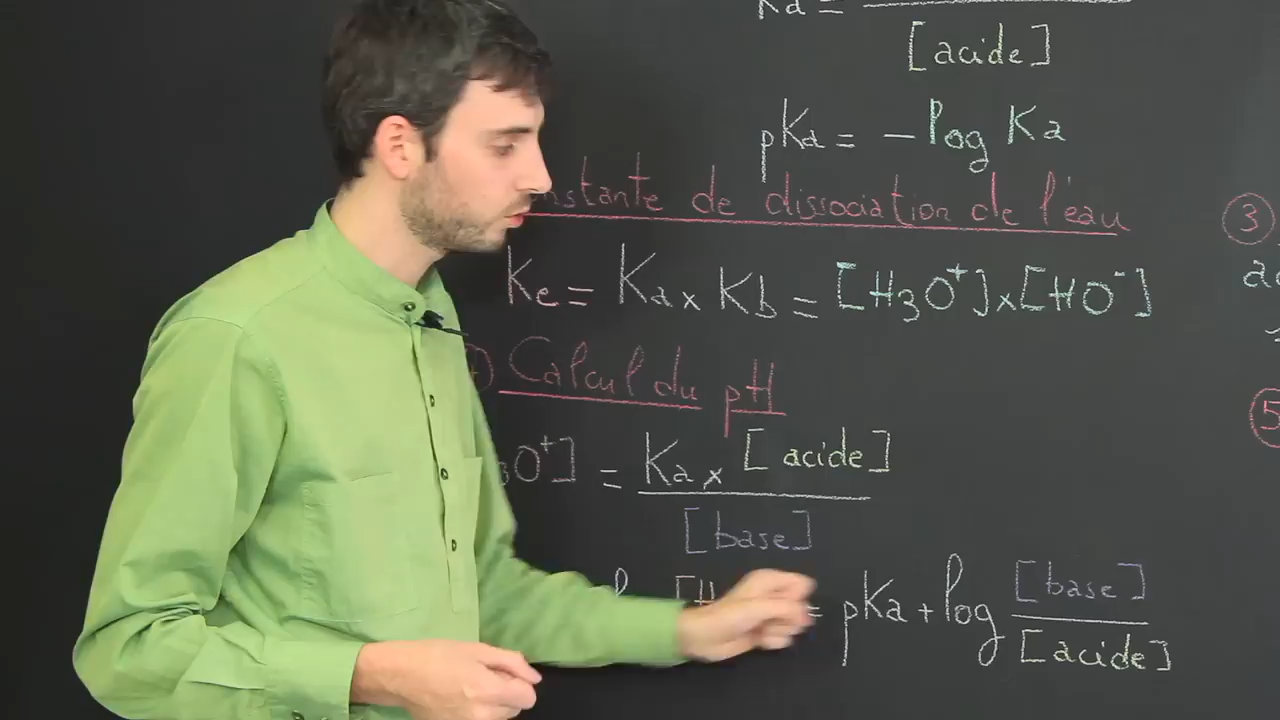 Ka =
[acide]
pKa = -log Ka
nstante de dissociation de l'eau
Ke = Ka x Kb = [H3O+] x [HO-]
Calcul du pH
3O+] = Ka x [acide]
[base]
[H = pKa + log [base]
[acide]
3
5